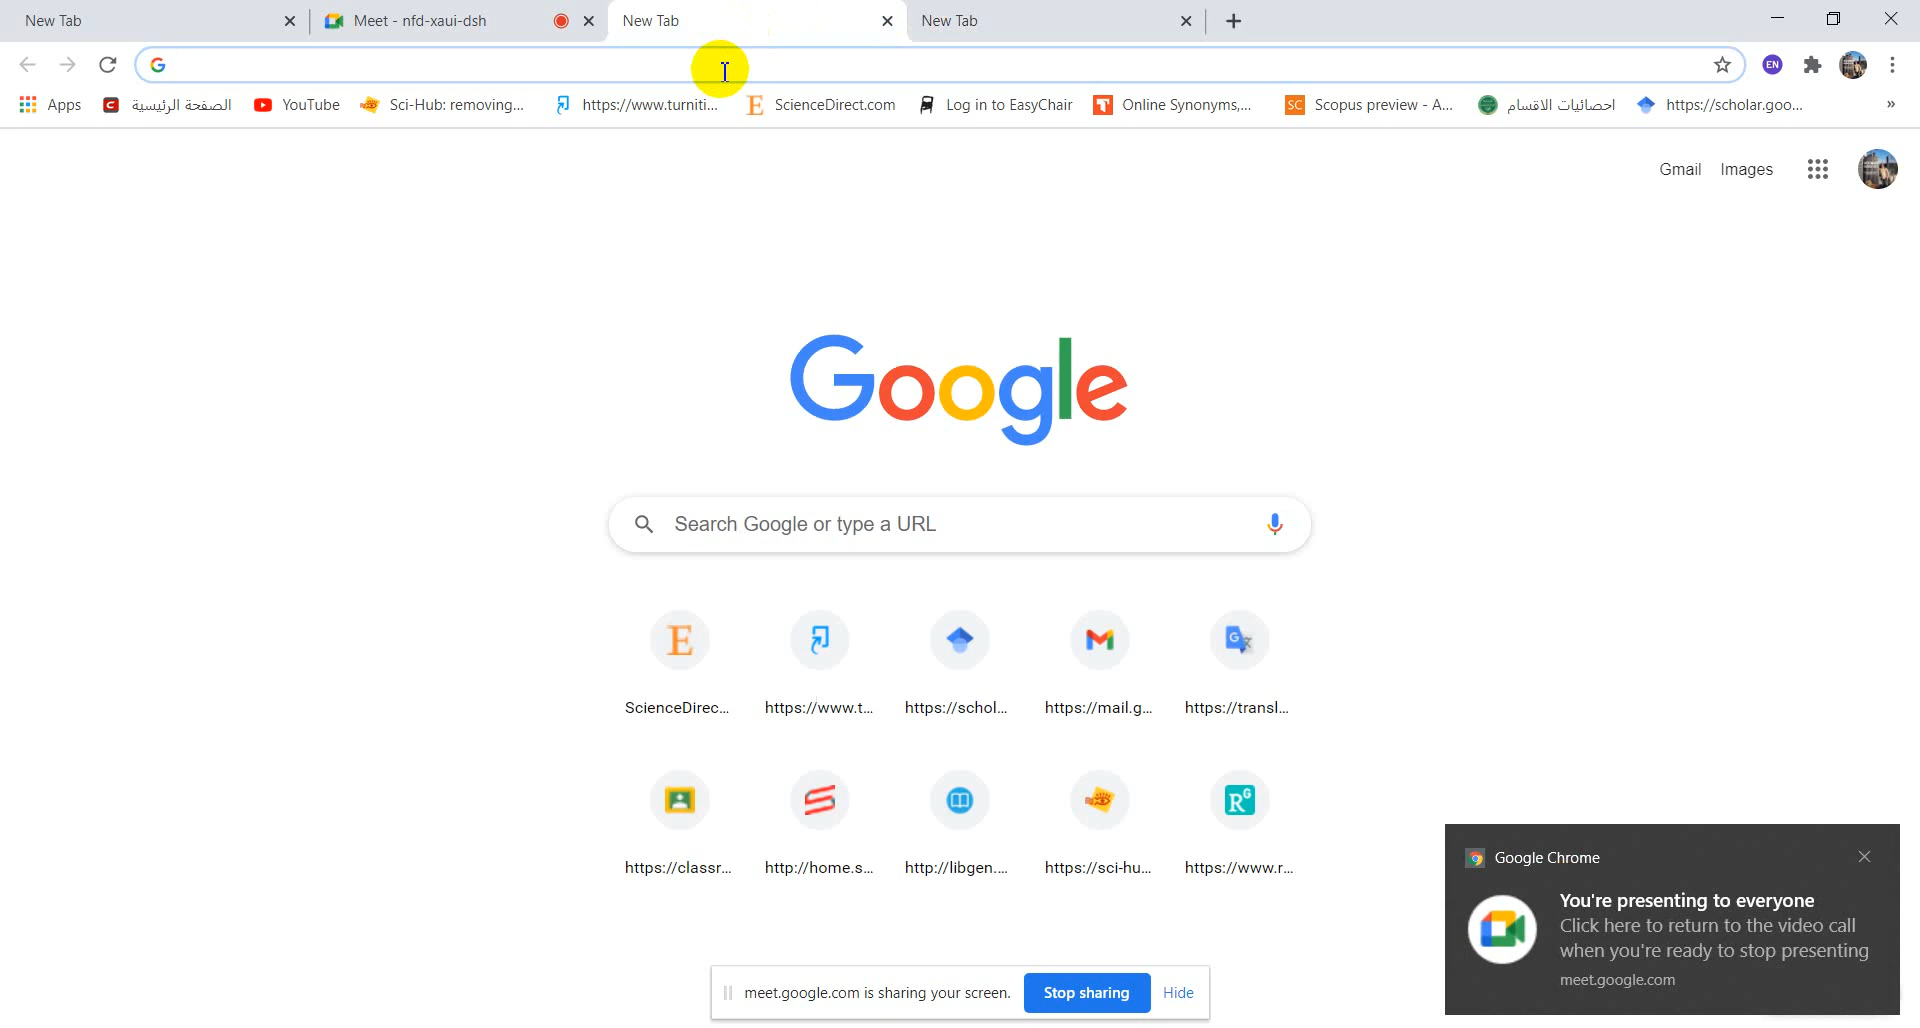 New Tab
Meet - nfd-xaui-dsh
New Tab
New Tab
Apps
الصفحة الرئيسية
YouTube
Sci-Hub: removing...
https://www.turniti...
ScienceDirect.com
Log in to EasyChair
Online Synonyms,...
SC
Scopus preview - A...
احصائيات الاقسام
https://scholar.goo...
»
EN
Gmail
Images
Google
Search Google or type a URL
ScienceDirec...
https://www.t...
https://schol...
https://mail.g...
https://transl...
https://classr...
http://home.s...
http://libgen....
https://sci-hu...
https://www.r...
Google Chrome
You're presenting to everyone
Click here to return to the video call
when you're ready to stop presenting
meet.google.com
meet.google.com is sharing your screen.
Stop sharing
Hide